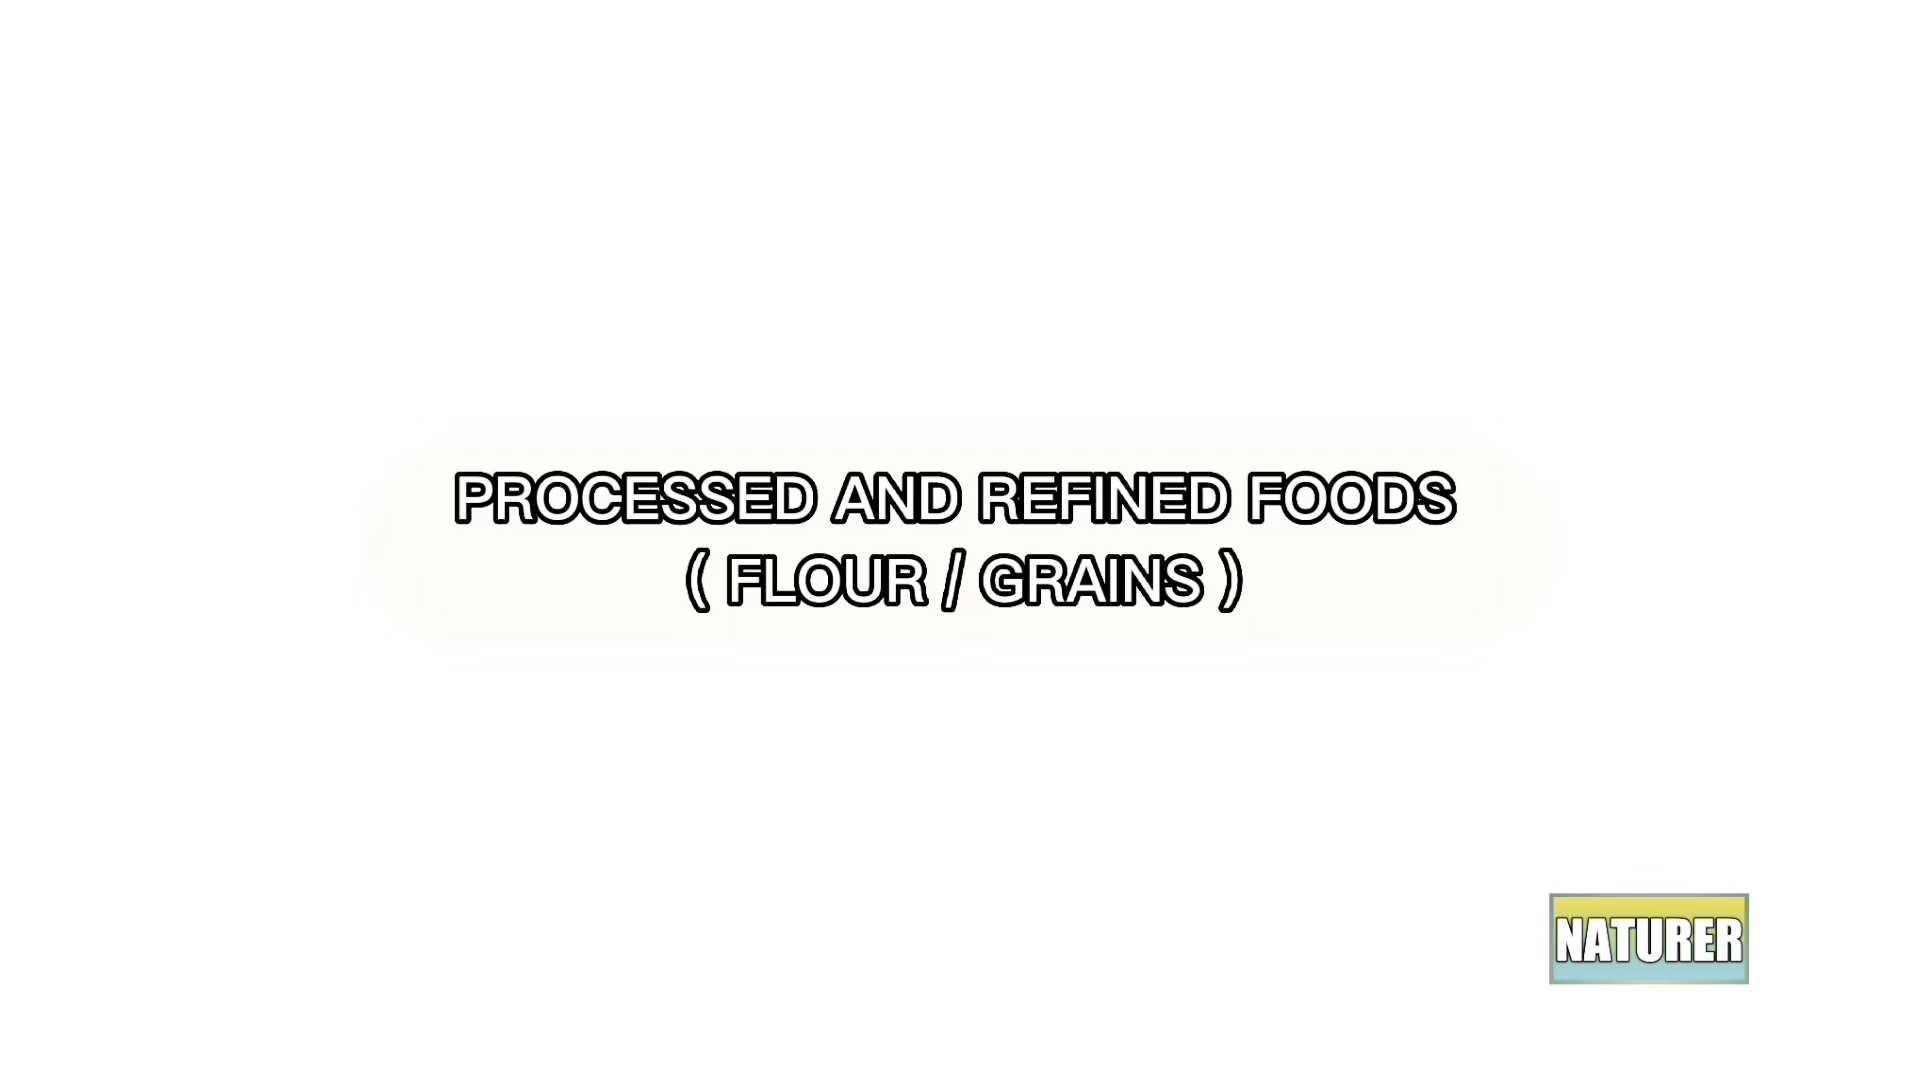 PROCESSED AND REFINED FOODS
( FLOUR / GRAINS )
NATURER